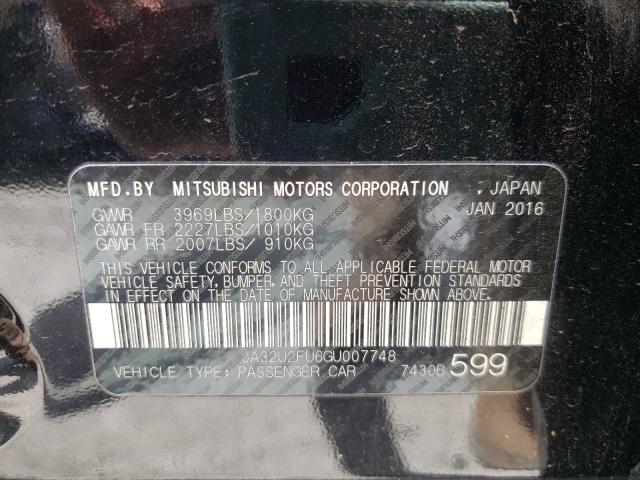 MFD.BY MITSUBISHI MOTORS CORPORATION . JAPAN
GVWR 3969LBS/1800KG JAN 2016
GAWR FR 2227LBS/1010KG
GAWR RR 2007LBS/ 910KG
THIS VEHICLE CONFORMS TO ALL APPLICABLE FEDERAL MOTOR
VEHICLE SAFETY, BUMPER, AND THEFT PREVENTION STANDARDS
IN EFFECT ON THE DATE OF MANUFACTURE SHOWN ABOVE.
JA32U2FU6GU007748
VEHICLE TYPE: PASSENGER CAR 7430B 599